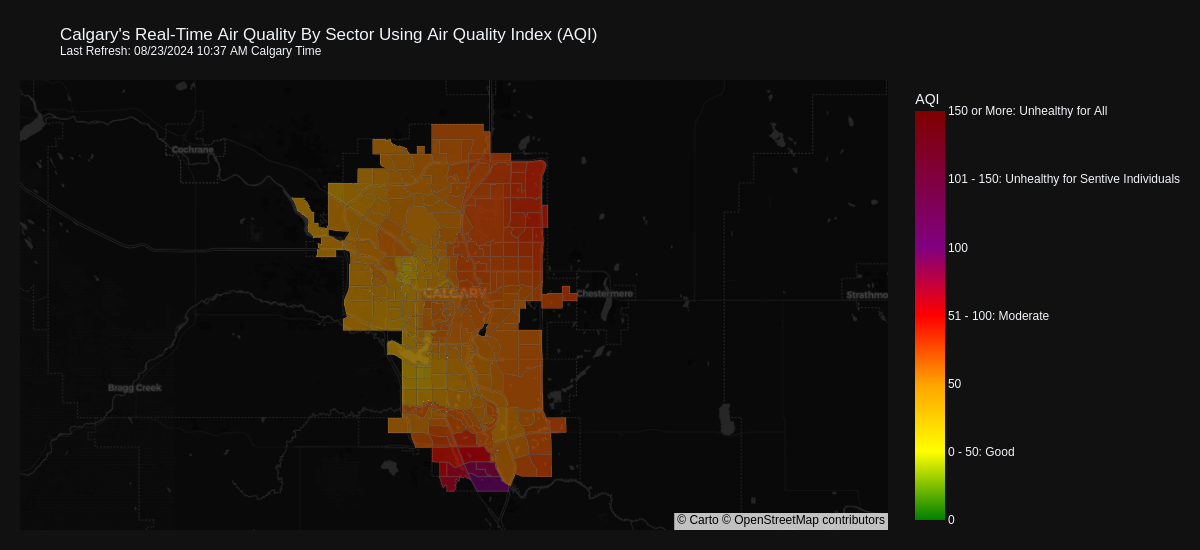 Calgary's Real-Time Air Quality By Sector Using Air Quality Index (AQI)
Last Refresh: 08/23/2024 10:37 AM Calgary Time
AQI
150 or More: Unhealthy for All
Cochrane
101 - 150: Unhealthy for Sentive Individuals
100
CALGARY
Chestermere
Strathmo
51 - 100: Moderate
50
Bragg Creek
0 - 50: Good
0
© Carto © OpenStreetMap contributors